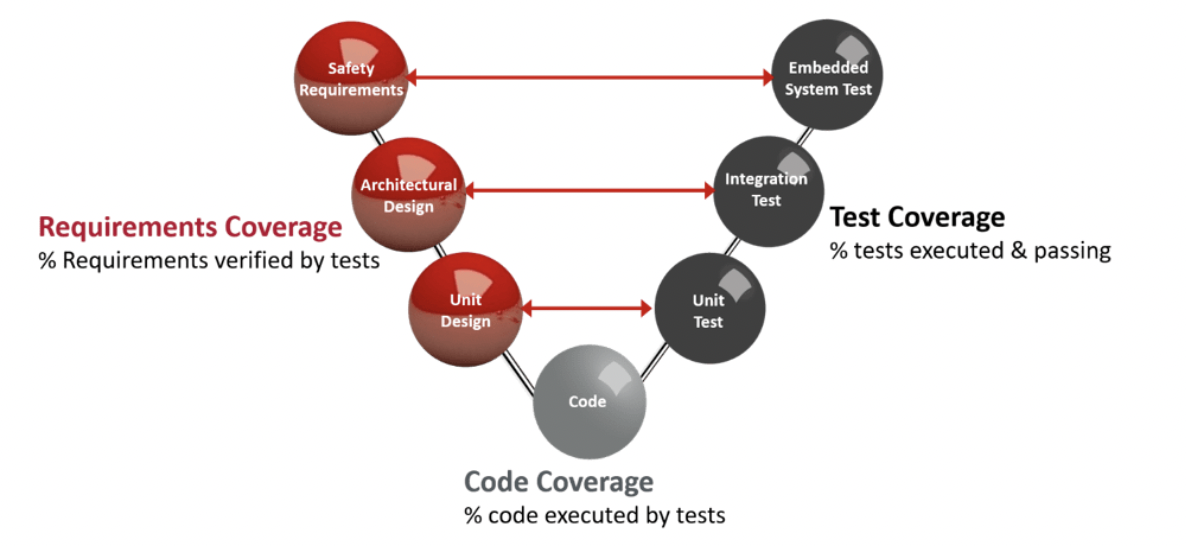 Safety
Requirements
Embedded
System Test
Architectural
Design
Integration
Test
Requirements Coverage
% Requirements verified by tests
Test Coverage
% tests executed & passing
Unit
Design
Unit
Test
Code
Code Coverage
% code executed by tests